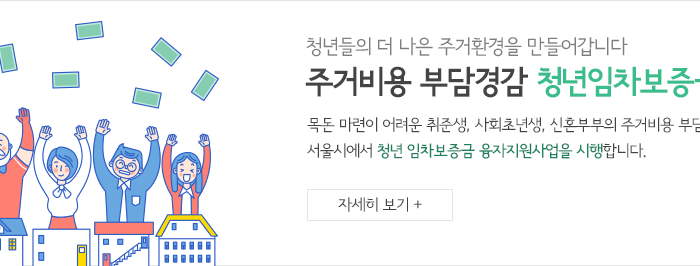 청년들의 더 나은 주거환경을 만들어갑니다
주거비용 부담경감 청년임차보증
목돈 마련이 어려운 취준생, 사회초년생, 신혼부부의 주거비용 부담
서울시에서 청년 임차보증금 융자지원사업을 시행합니다.
자세히 보기 +